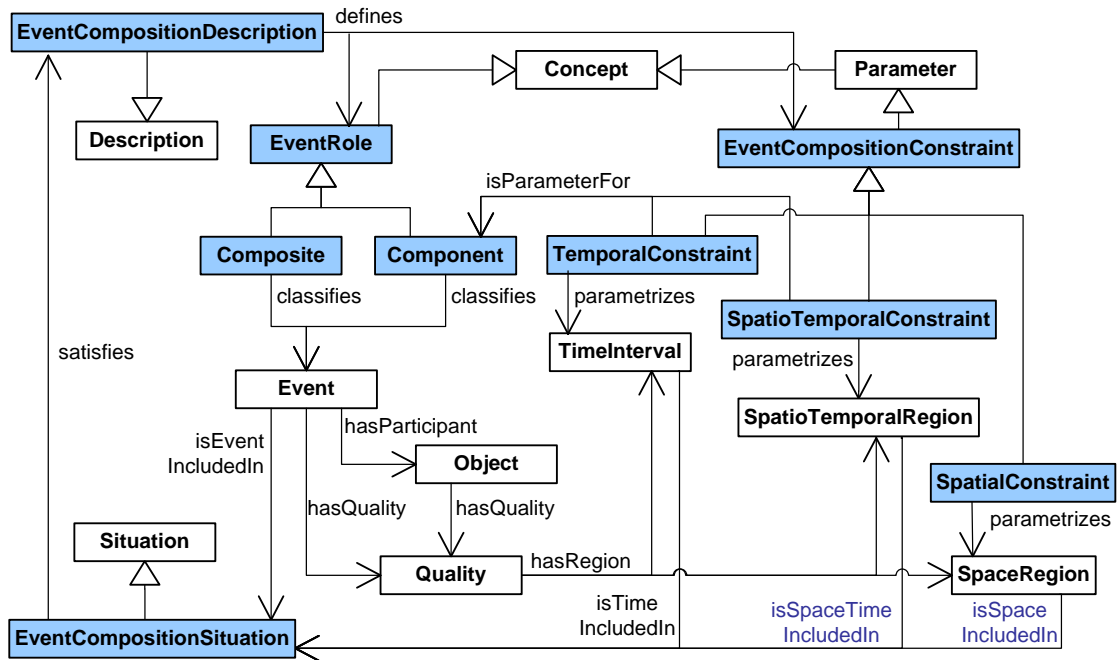 EventCompositionDescription
defines
Concept
Parameter
Description
EventRole
EventCompositionConstraint
isParameterFor
Composite
Component
TemporalConstraint
classifies
classifies
parametrizes
SpatioTemporalConstraint
satisfies
TimeInterval
parametrizes
Event
SpatioTemporalRegion
isEvent
IncludedIn
hasParticipant
Object
SpatialConstraint
hasQuality
hasQuality
parametrizes
Situation
Quality
hasRegion
SpaceRegion
isTime
IncludedIn
isSpaceTime
IncludedIn
isSpace
IncludedIn
EventCompositionSituation